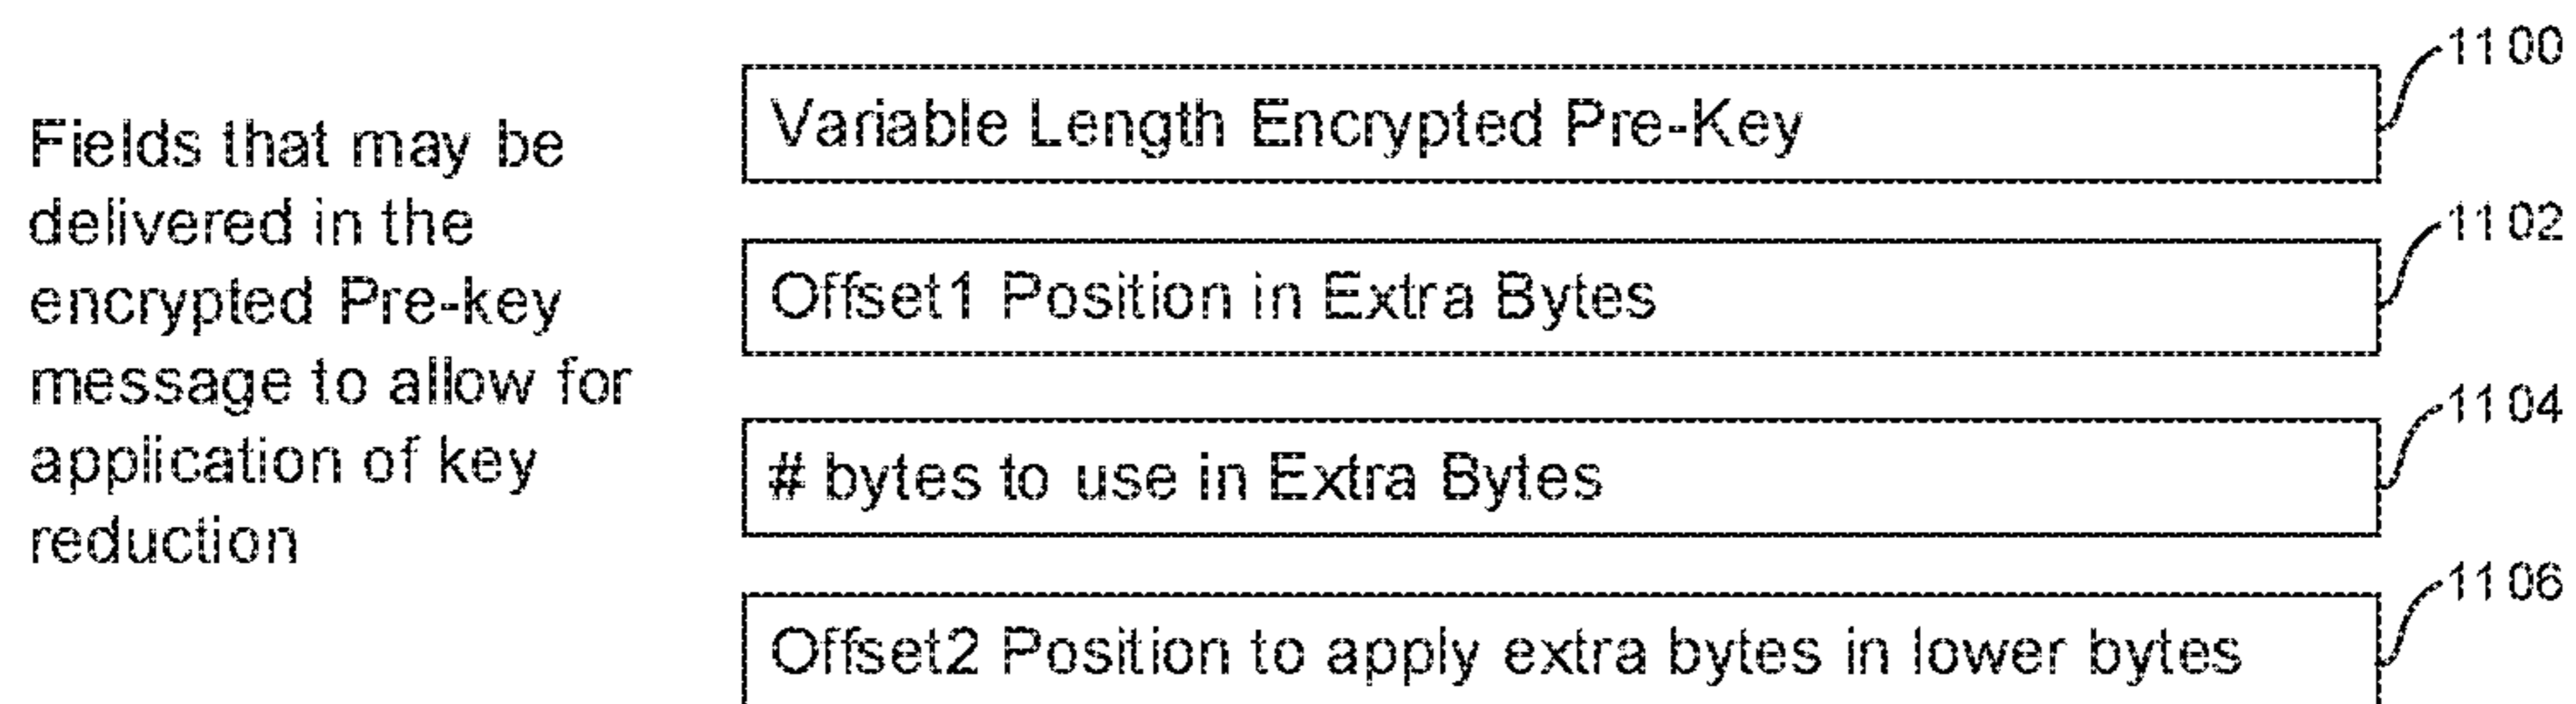 Fields that may be
delivered in the
encrypted Pre-key
message to allow for
application of key
reduction
1100
Variable Length Encrypted Pre-Key
1102
Offset1 Position in Extra Bytes
1104
# bytes to use in Extra Bytes
1106
Offset2 Position to apply extra bytes in lower bytes